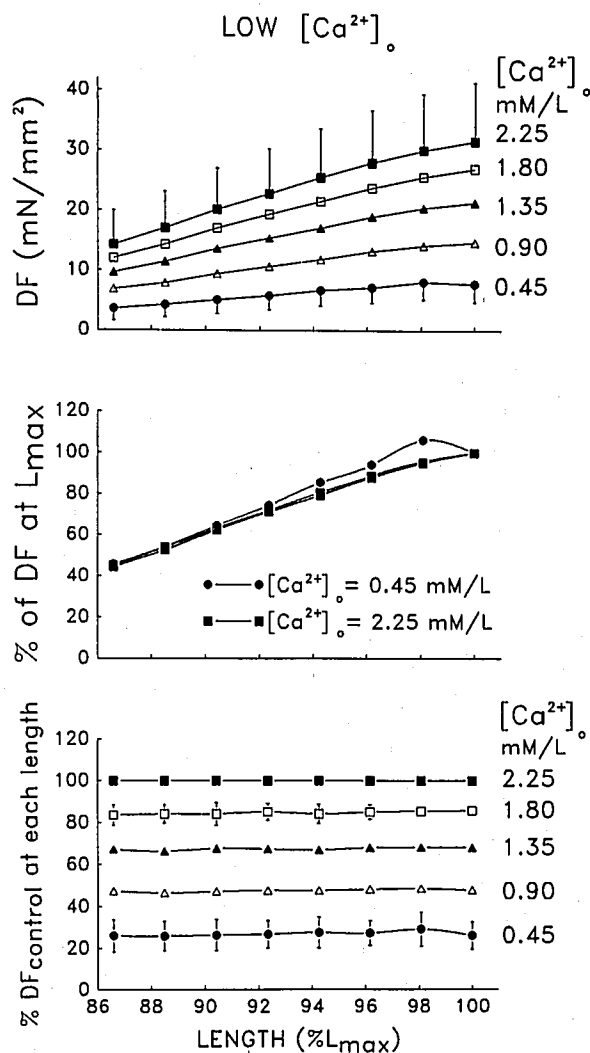 LOW [Ca2+]o
[Ca2+]o
mM/L
DF (mN/mm²)
40
30
20
10
0
2.25
1.80
1.35
0.90
0.45
% of DF at Lmax
120
100
80
60
40
20
0
[Ca2+]o = 0.45 mM/L
[Ca2+]o = 2.25 mM/L
[Ca2+]o
mM/L
% DFcontrol at each length
120
100
80
60
40
20
0
2.25
1.80
1.35
0.90
0.45
86 88 90 92 94 96 98 100
LENGTH (%Lmax)